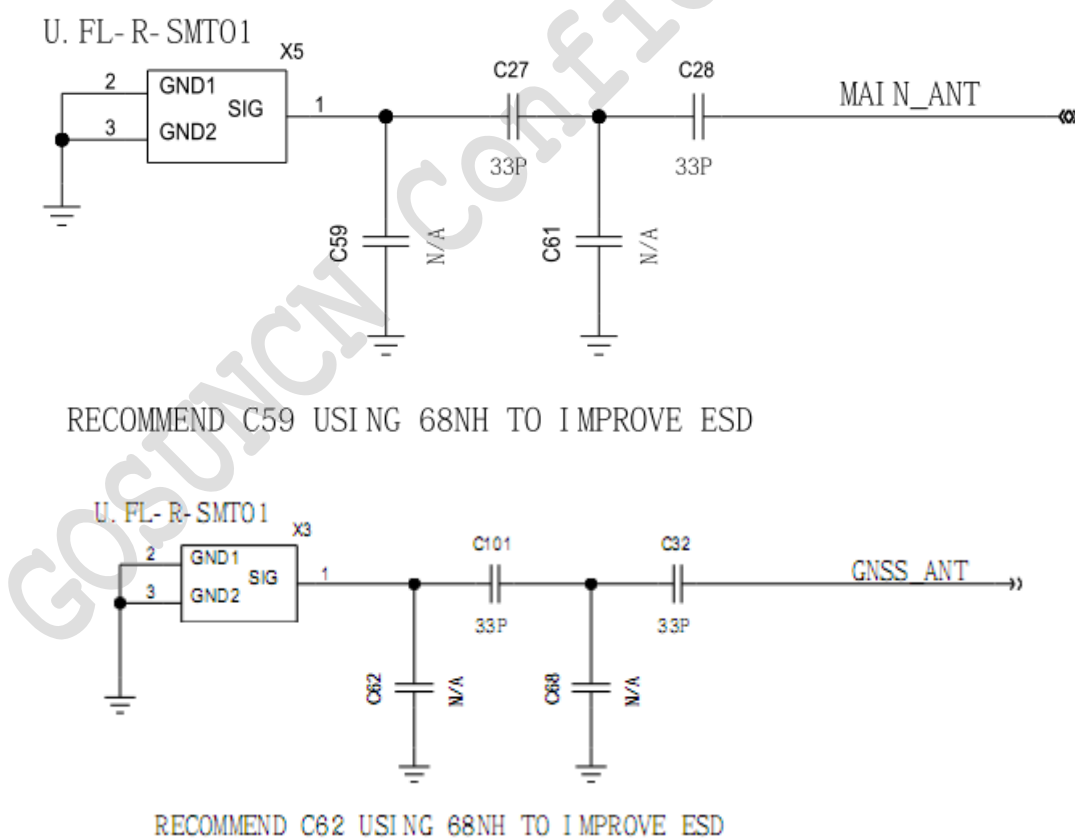 U. FL-R-SMT01
X5
C27
C28
MAIN_ANT
2
GND1
SIG
1
3
GND2
33P
33P
C59
N/A
C61
N/A
GOSUNCN Confi
RECOMMEND C59 USING 68NH TO IMPROVE ESD
U. FL-R-SMT01
X3
C101
C32
GNSS_ANT
2
GND1
SIG
1
3
GND2
33P
33P
C62
N/A
C68
N/A
RECOMMEND C62 USING 68NH TO IMPROVE ESD